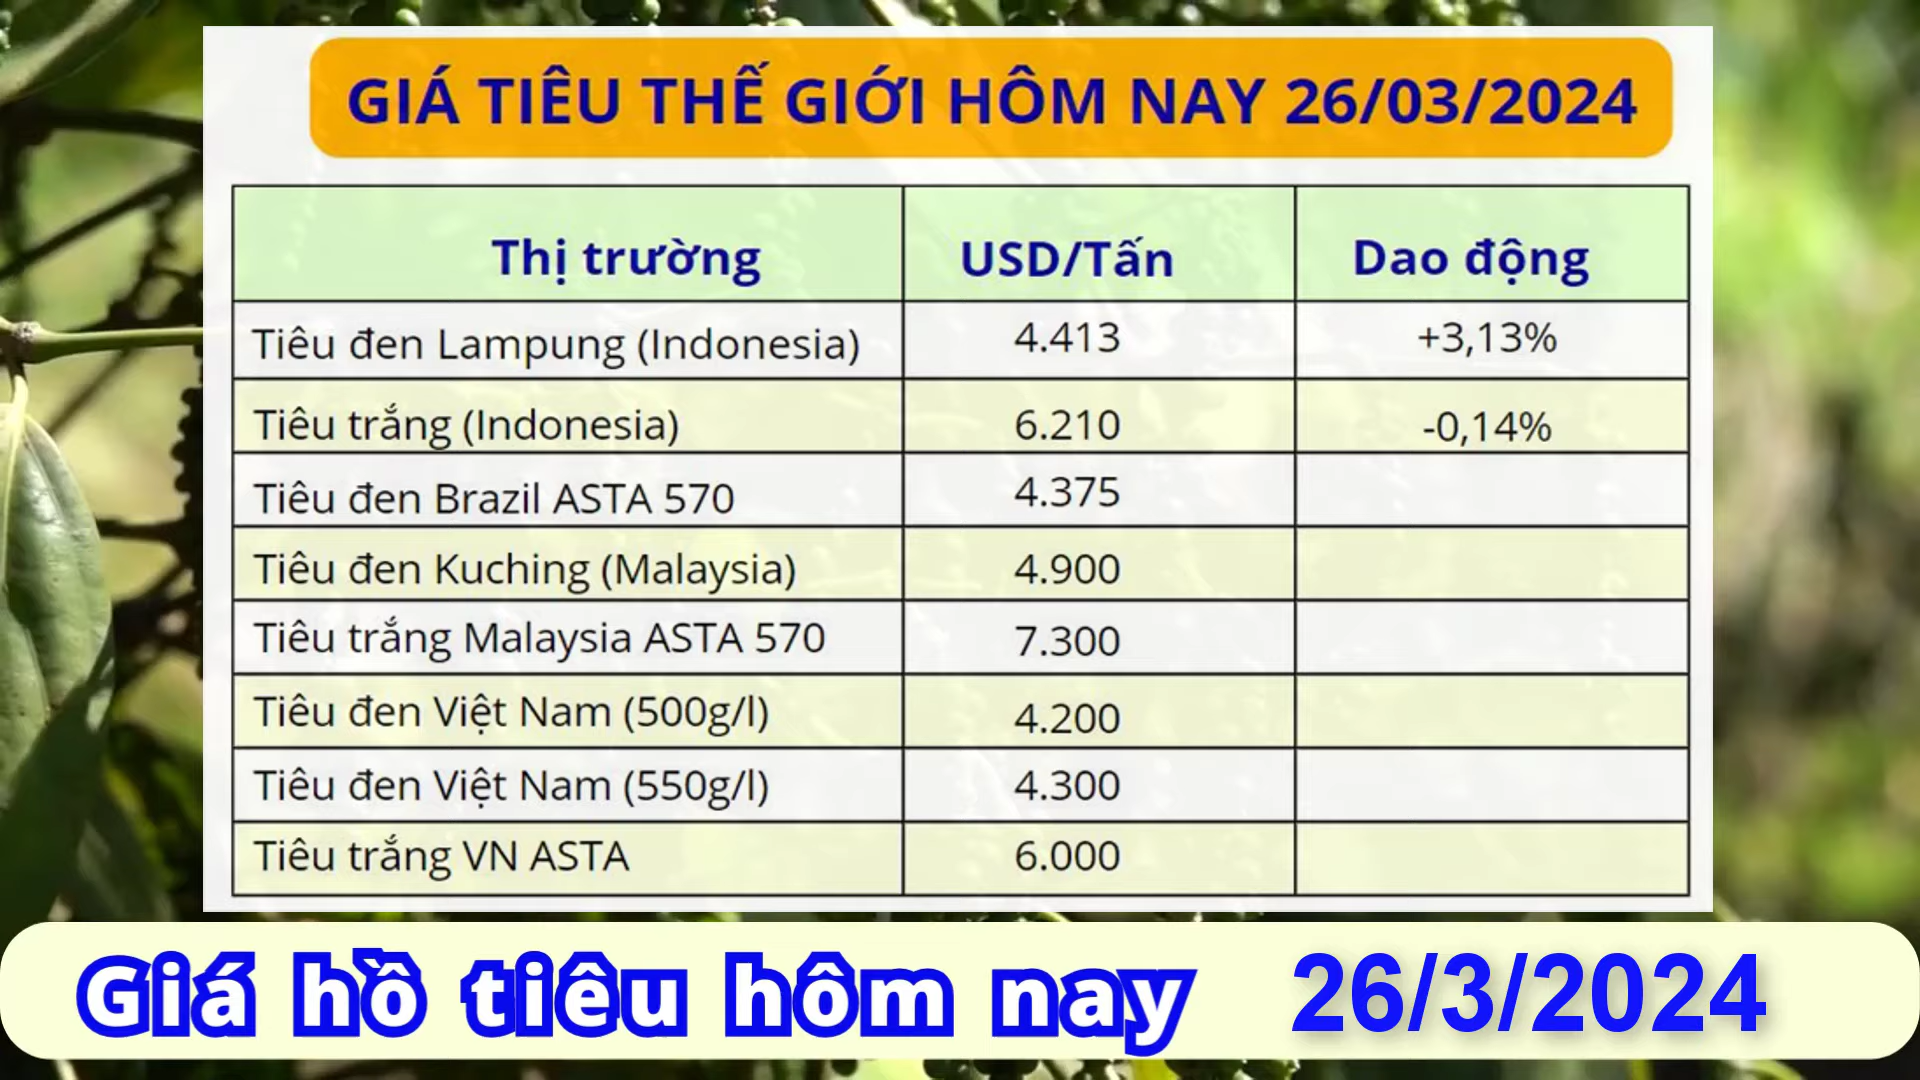 GIÁ TIÊU THẾ GIỚI HÔM NAY 26/03/2024
Thị trường USD/Tấn Dao động
Tiêu đen Lampung (Indonesia) 4.413 +3,13%
Tiêu trắng (Indonesia) 6.210 -0,14%
Tiêu đen Brazil ASTA 570 4.375
Tiêu đen Kuching (Malaysia) 4.900
Tiêu trắng Malaysia ASTA 570 7.300
Tiêu đen Việt Nam (500g/l) 4.200
Tiêu đen Việt Nam (550g/l) 4.300
Tiêu trắng VN ASTA 6.000
Giá hồ tiêu hôm nay 26/3/2024